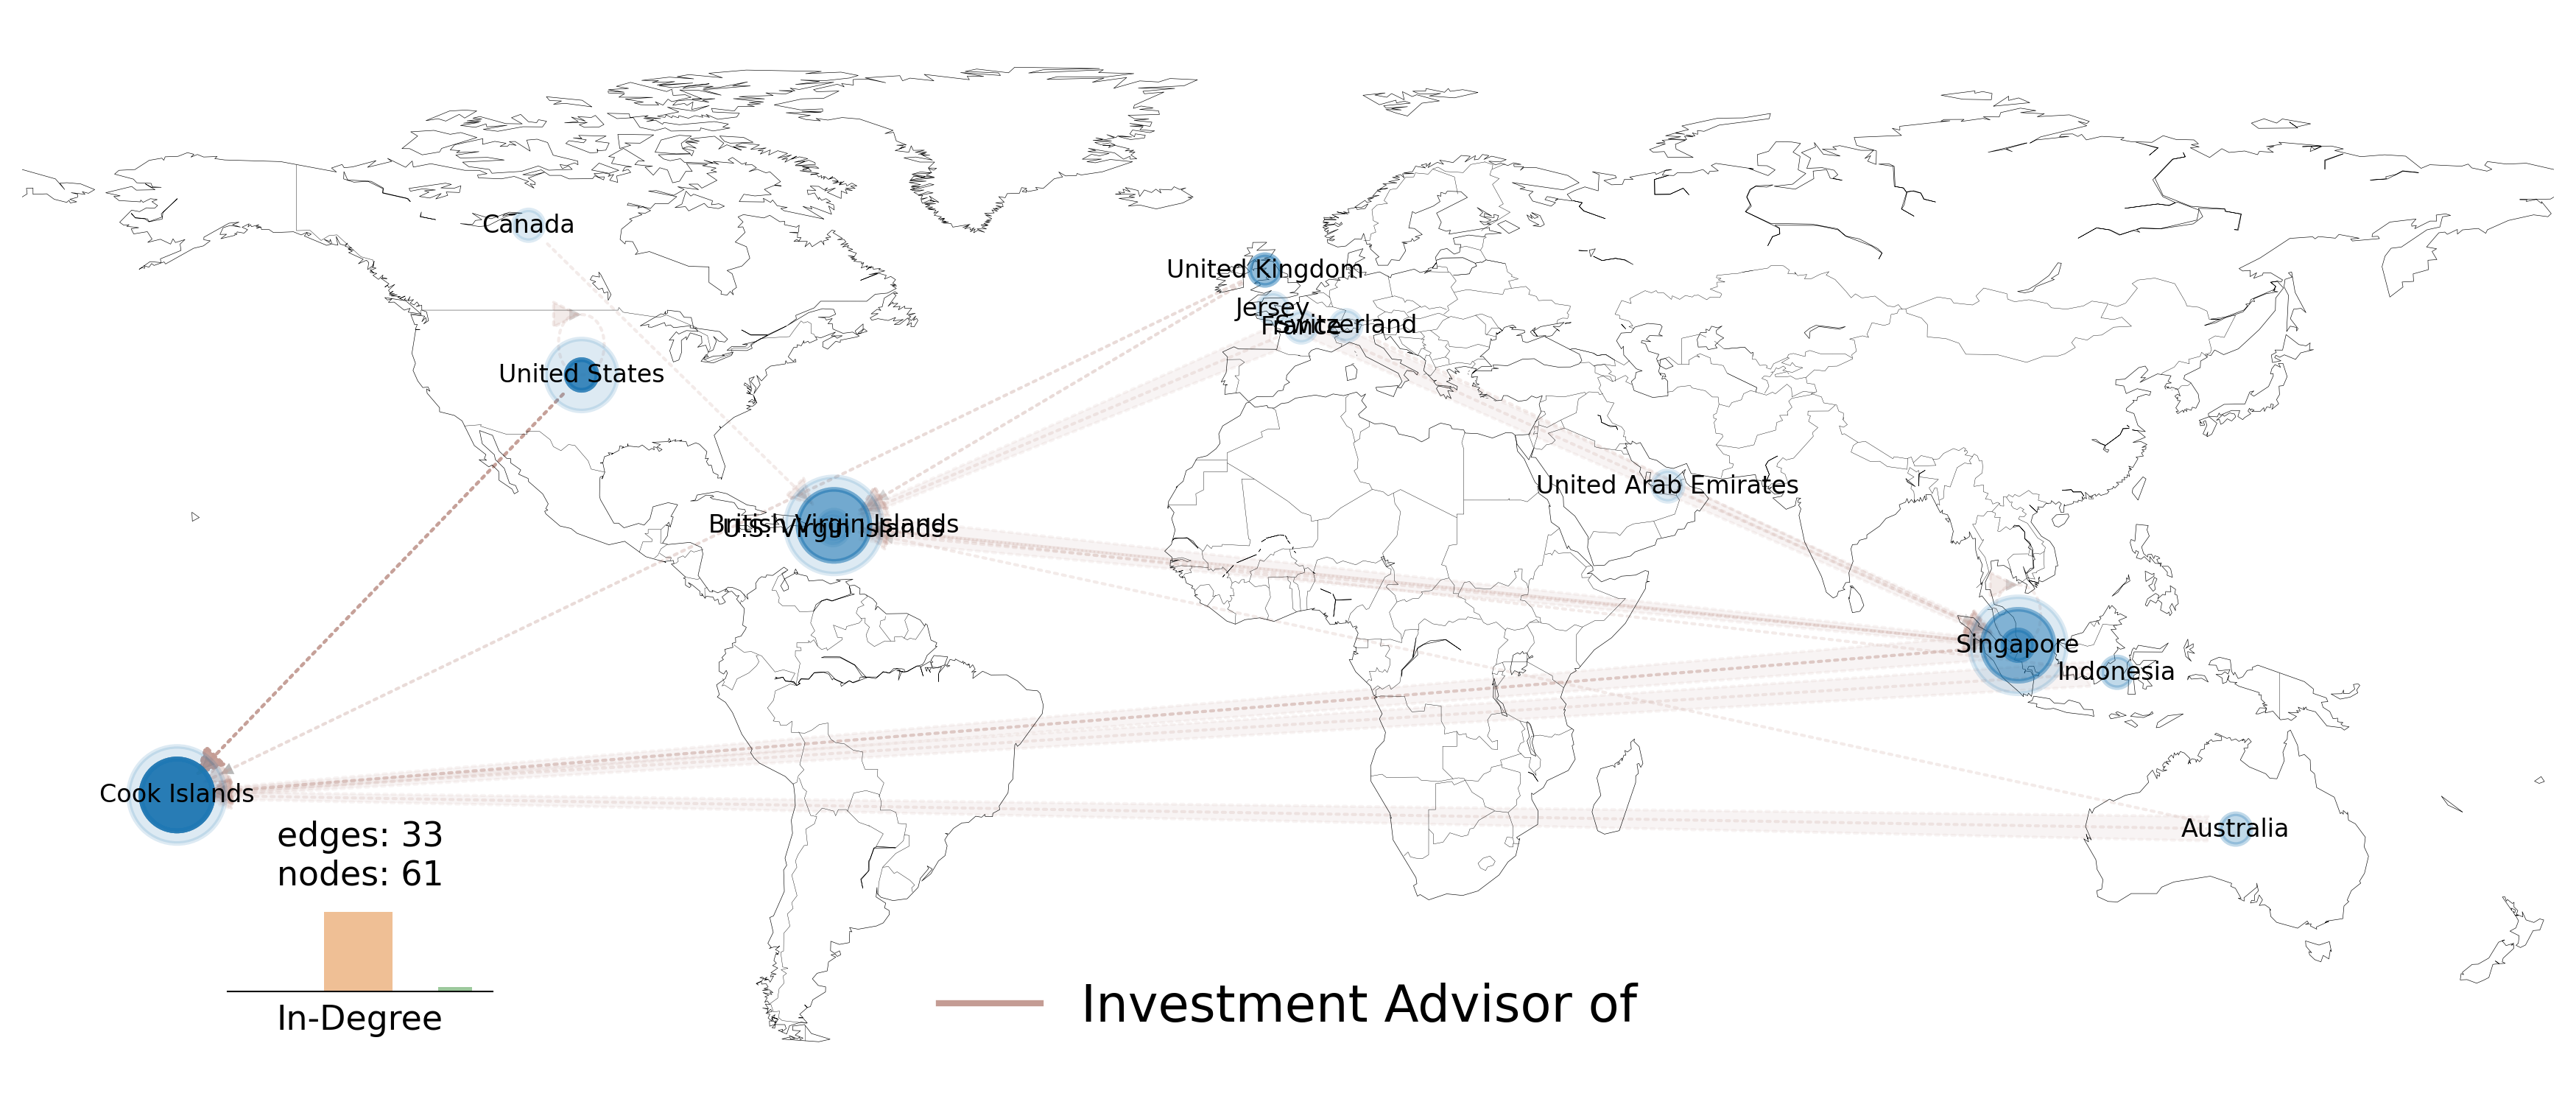 Canada
United Kingdom
Jersey
France
Switzerland
United States
United Arab Emirates
British Virgin Islands
U.S. Virgin Islands
Singapore
Indonesia
Cook Islands
Australia
edges: 33
nodes: 61
In-Degree
Investment Advisor of